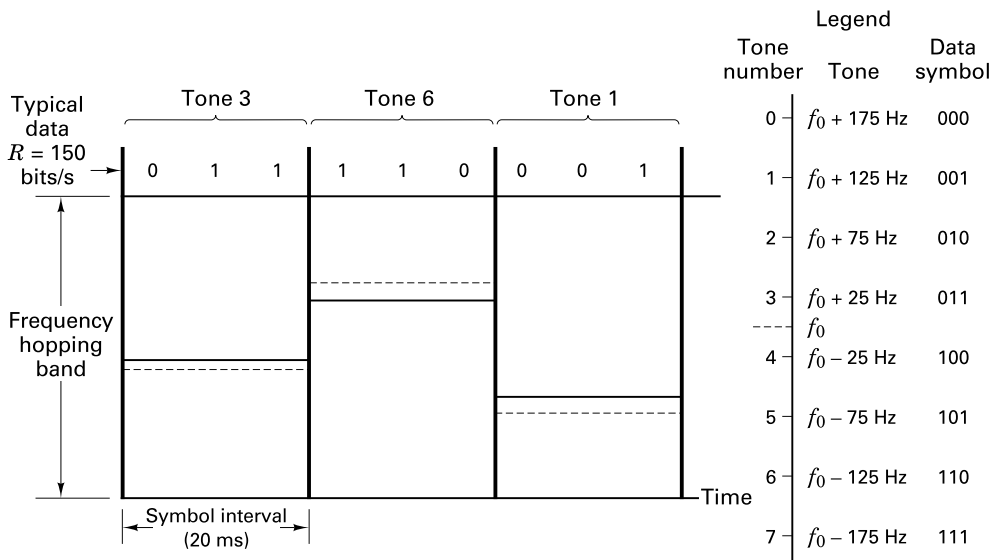 Legend
Tone number
Tone
Data symbol
0 f0 + 175 Hz 000
1 f0 + 125 Hz 001
2 f0 + 75 Hz 010
3 f0 + 25 Hz 011
f0
4 f0 – 25 Hz 100
5 f0 – 75 Hz 101
6 f0 – 125 Hz 110
7 f0 – 175 Hz 111
Tone 3 Tone 6 Tone 1
Typical
data
R = 150
bits/s
0 1 1 1 1 0 0 0 1
Frequency
hopping
band
Time
Symbol interval
(20 ms)